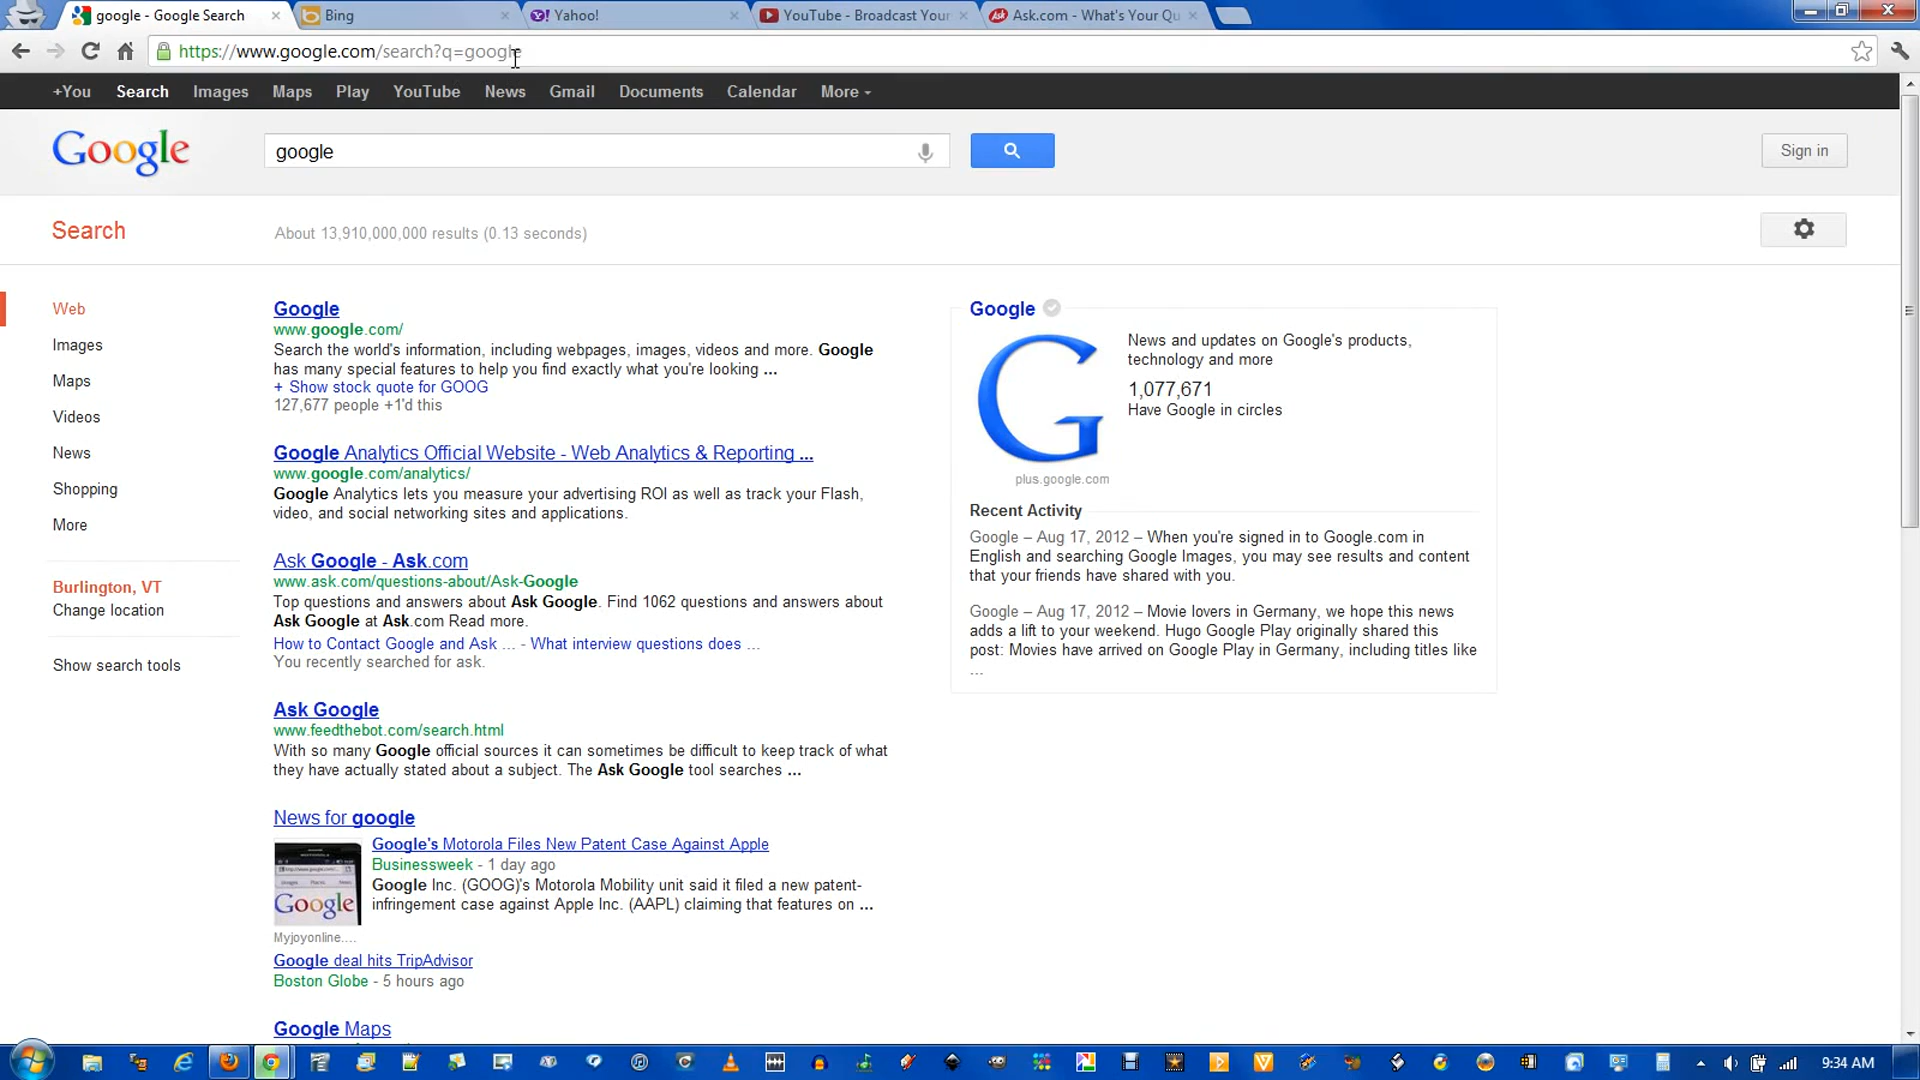 google - Google Search
Bing
Yahoo!
YouTube - Broadcast Your
Ask.com - What's Your Qu
https://www.google.com/search?q=google
+You Search Images Maps Play YouTube News Gmail Documents Calendar More
Google
google
Sign in
Search
About 13,910,000,000 results (0.13 seconds)
Web
Images
Maps
Videos
News
Shopping
More
Burlington, VT
Change location
Show search tools
Google
www.google.com/
Search the world's information, including webpages, images, videos and more. Google
has many special features to help you find exactly what you're looking ...
+ Show stock quote for GOOG
127,677 people +1'd this
Google Analytics Official Website - Web Analytics & Reporting ...
www.google.com/analytics/
Google Analytics lets you measure your advertising ROI as well as track your Flash,
video, and social networking sites and applications.
Ask Google - Ask.com
www.ask.com/questions-about/Ask-Google
Top questions and answers about Ask Google. Find 1062 questions and answers about
Ask Google at Ask.com Read more.
How to Contact Google and Ask ... - What interview questions does ...
You recently searched for ask.
Ask Google
www.feedthebot.com/search.html
With so many Google official sources it can sometimes be difficult to keep track of what
they have actually stated about a subject. The Ask Google tool searches ...
News for google
Google's Motorola Files New Patent Case Against Apple
Businessweek - 1 day ago
Google Inc. (GOOG)'s Motorola Mobility unit said it filed a new patent-
infringement case against Apple Inc. (AAPL) claiming that features on ...
Google
Myjoyonline....
Google deal hits TripAdvisor
Boston Globe - 5 hours ago
Google Maps
Google
News and updates on Google's products,
technology and more
1,077,671
Have Google in circles
plus.google.com
Recent Activity
Google – Aug 17, 2012 – When you're signed in to Google.com in
English and searching Google Images, you may see results and content
that your friends have shared with you.
Google – Aug 17, 2012 – Movie lovers in Germany, we hope this news
adds a lift to your weekend. Hugo Google Play originally shared this
post: Movies have arrived on Google Play in Germany, including titles like
...
9:34 AM